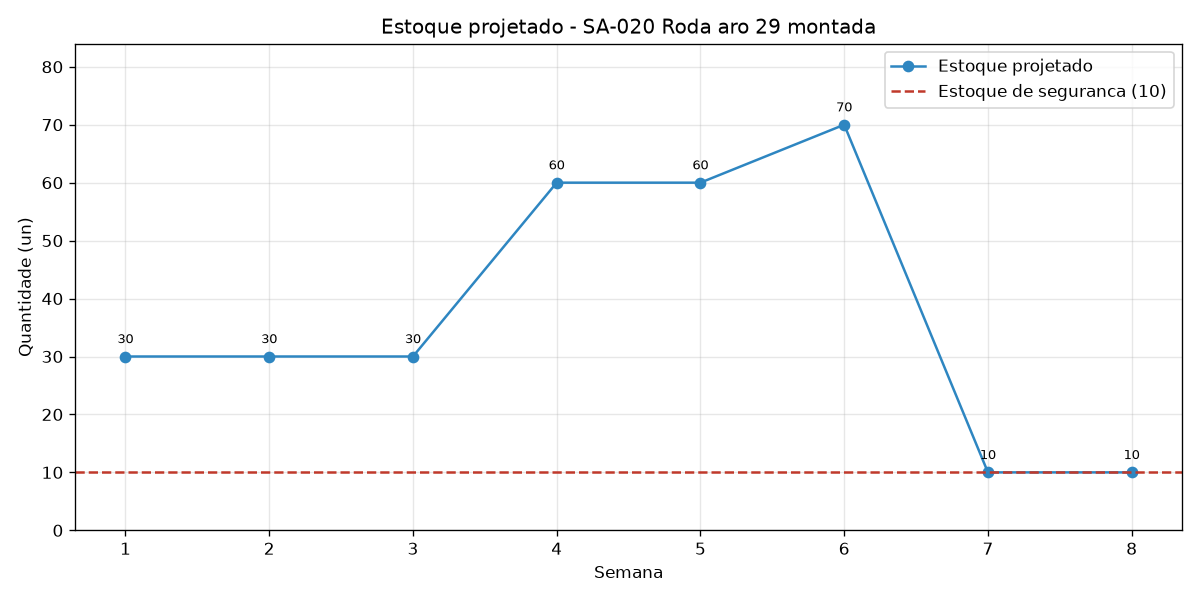 Estoque projetado - SA-020 Roda aro 29 montada
Estoque projetado
Estoque de seguranca (10)
Quantidade (un)
80
70
60
50
40
30
20
10
0
30
30
30
60
60
70
10
10
1 2 3 4 5 6 7 8
Semana